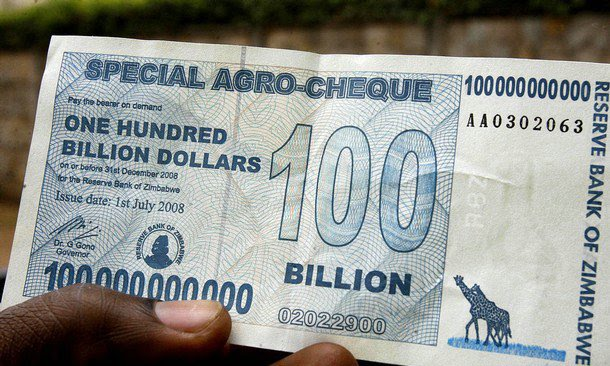 SPECIAL AGRO-CHEQUE
100000000000
AA0302063
Pay the bearer on demand
ONE HUNDRED
BILLION DOLLARS
on or before 31st December 2008
for the Reserve Bank of Zimbabwe
Issue date: 1st July 2008
100
BILLION
Dr. G Gono
Governor
RESERVE BANK OF ZIMBABWE
100000000000
02022900
RESERVE BANK OF ZIMBABWE